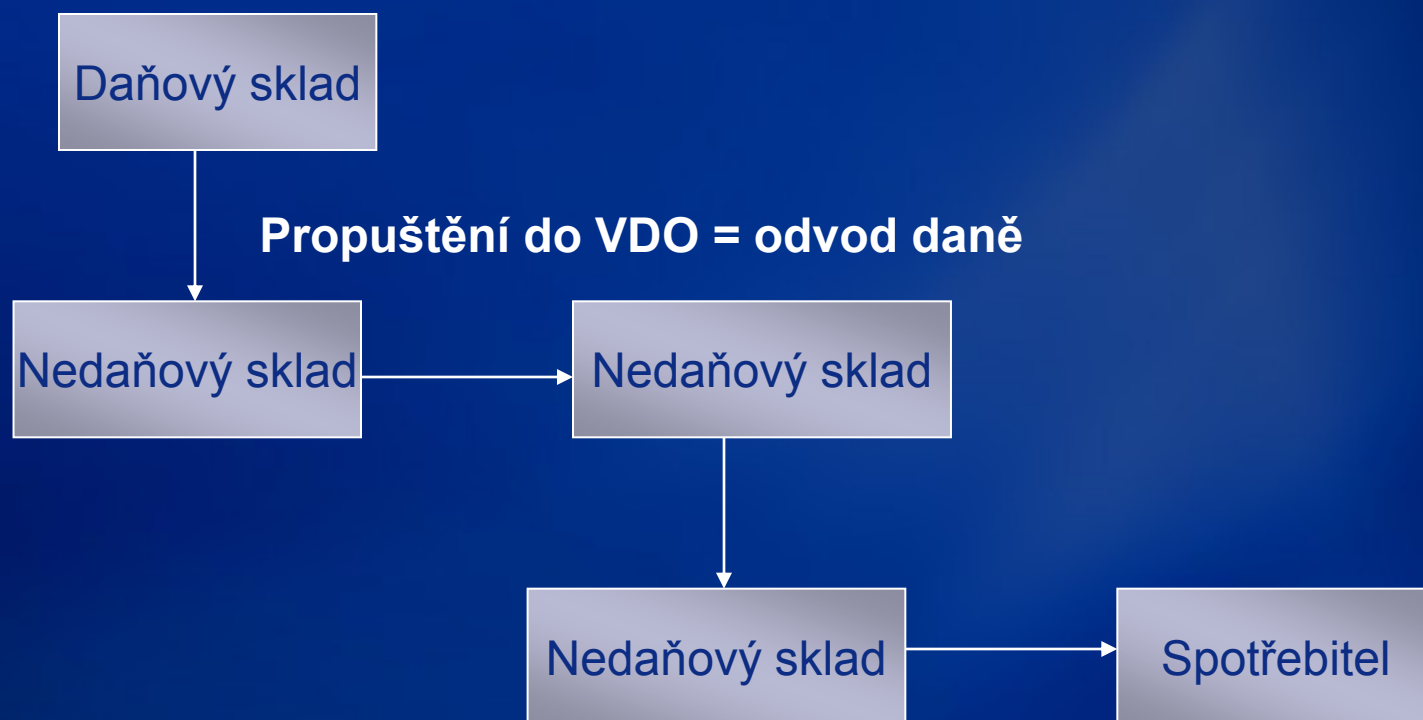 Daňový sklad
Propuštění do VDO = odvod daně
Nedaňový sklad
Nedaňový sklad
Nedaňový sklad
Spotřebitel